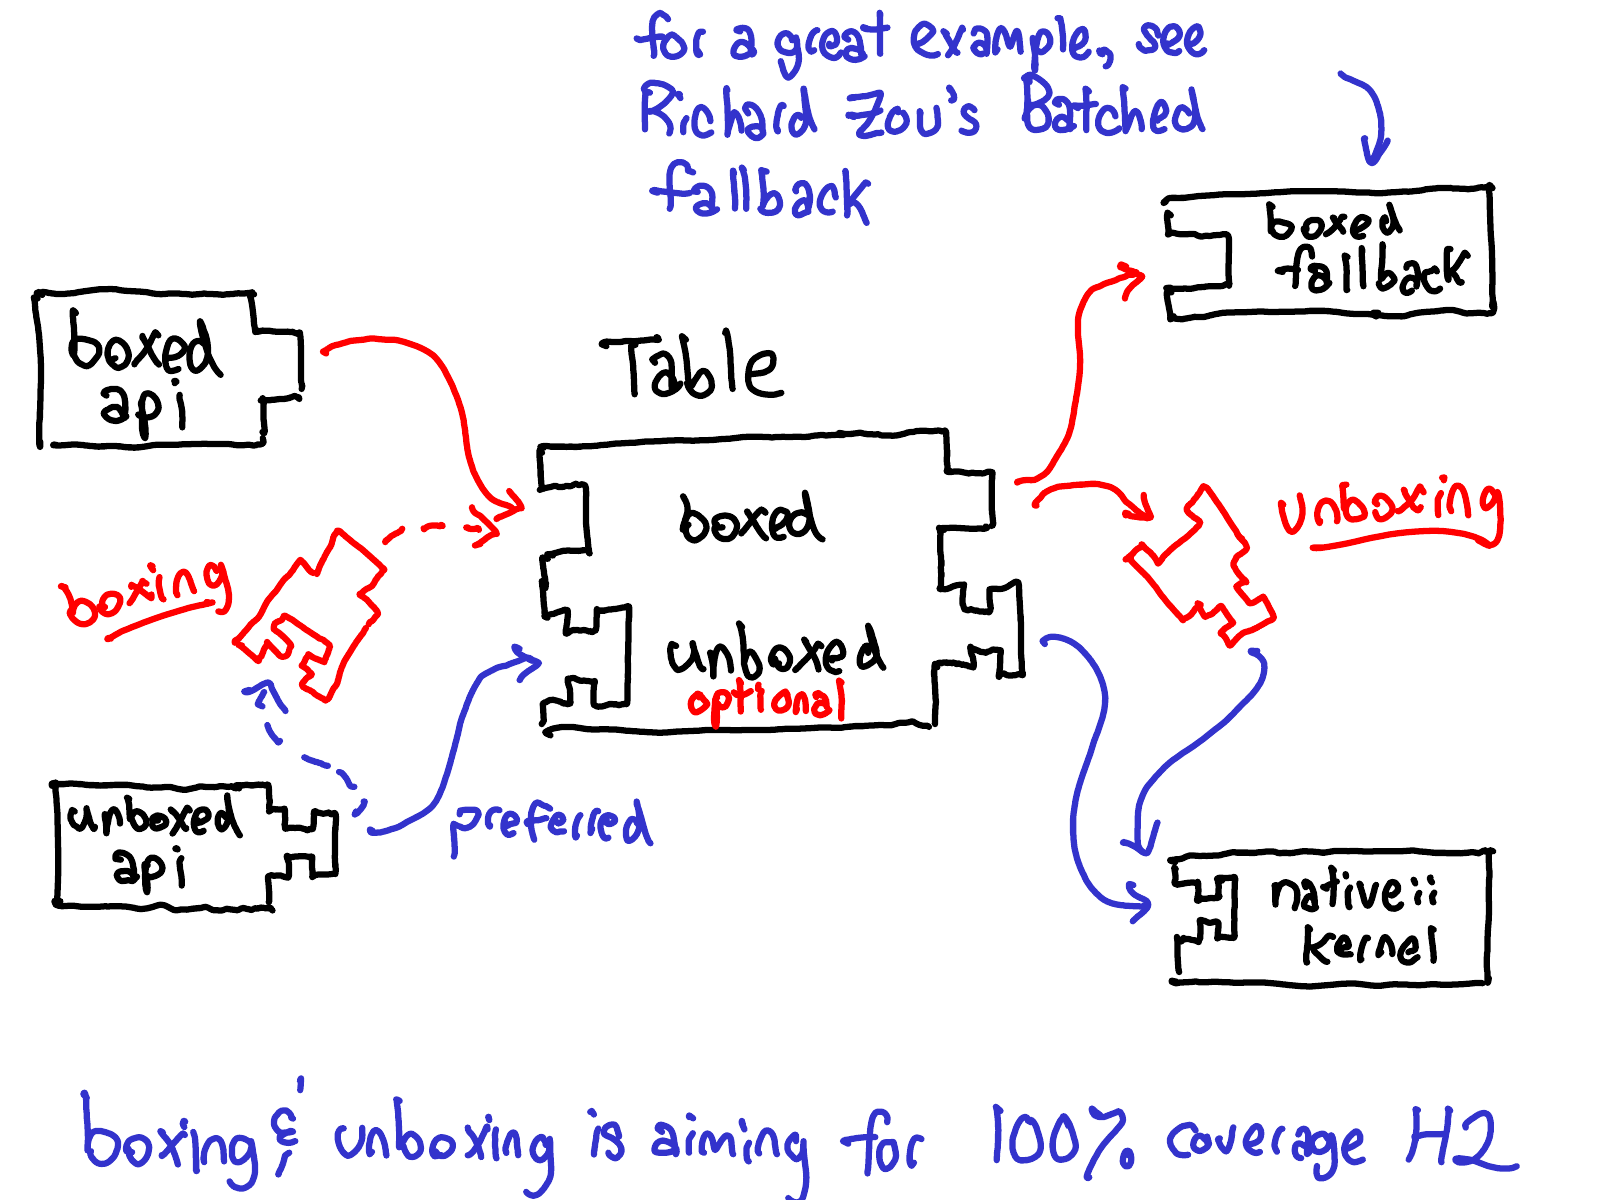 for a great example, see
Richard Zou's Batched
fallback
boxed
fallback
boxed
api
Table
boxed
unboxing
boxing
unboxed
optional
preferred
unboxed
api
native::
kernel
boxing & unboxing is aiming for 100% coverage H2